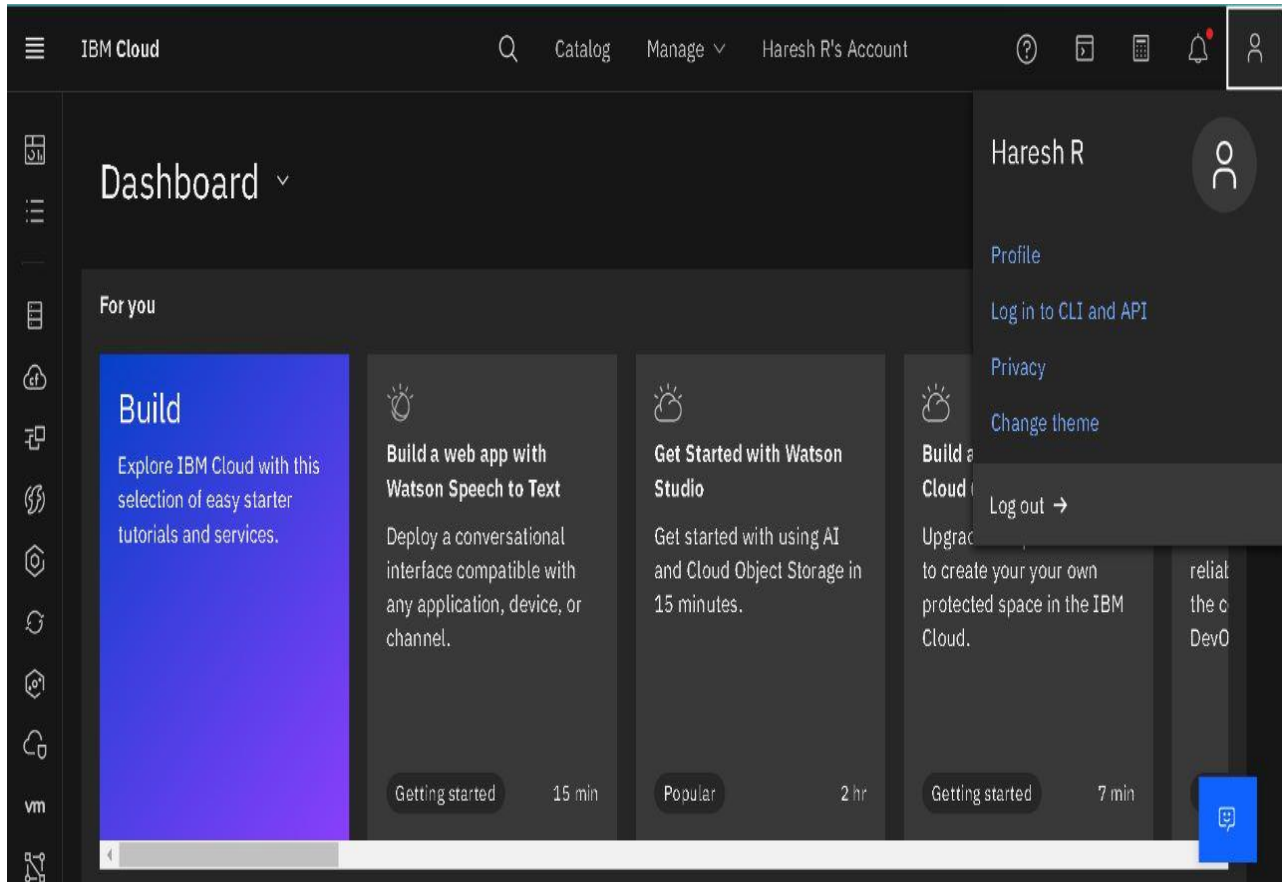 IBM Cloud
Catalog
Manage
Haresh R's Account
Haresh R
Profile
Log in to CLI and API
Privacy
Change theme
Log out →
Dashboard
For you
Build
Explore IBM Cloud with this
selection of easy starter
tutorials and services.
Build a web app with
Watson Speech to Text
Deploy a conversational
interface compatible with
any application, device, or
channel.
Getting started
15 min
Get Started with Watson
Studio
Get started with using AI
and Cloud Object Storage in
15 minutes.
Popular
2 hr
Build
Cloud
to create your your own
protected space in the IBM
Cloud.
Getting started
7 min
the
cf
vm